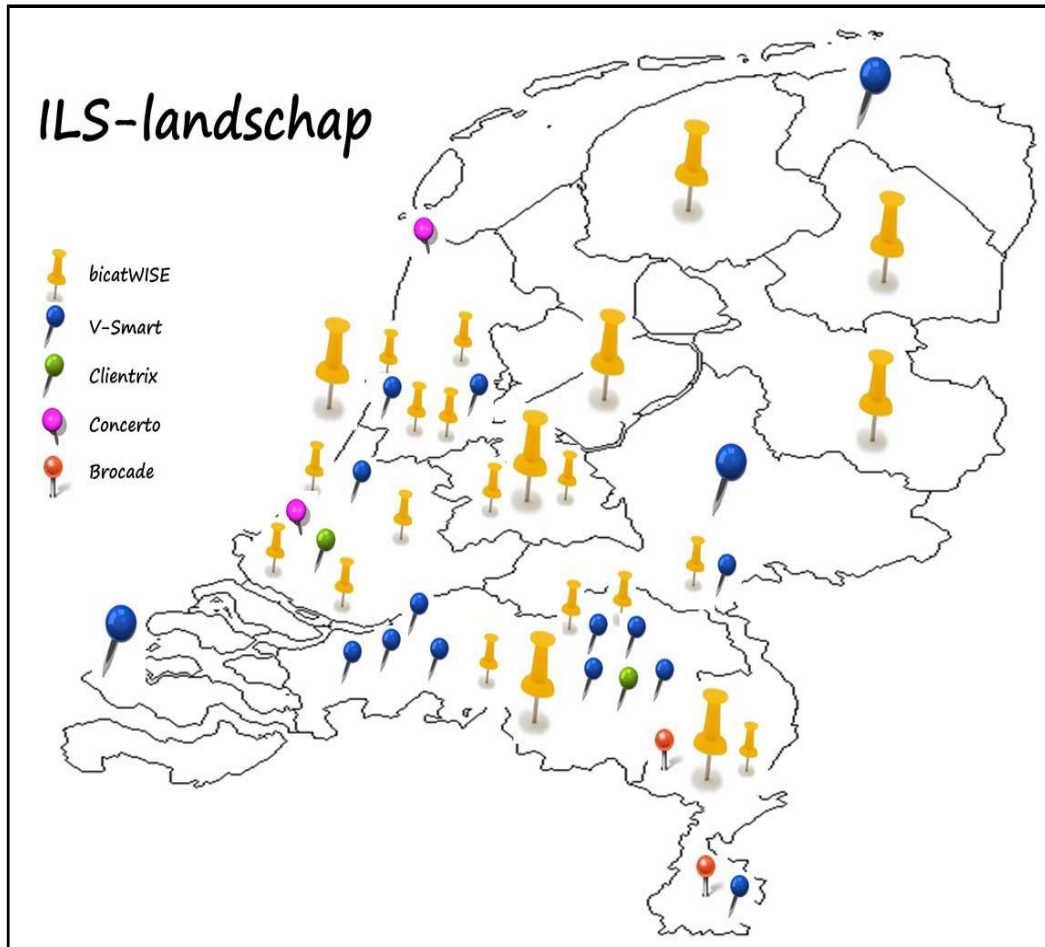 ILS-landschap
bicatWISE
V-Smart
Clientrix
Concerto
Brocade